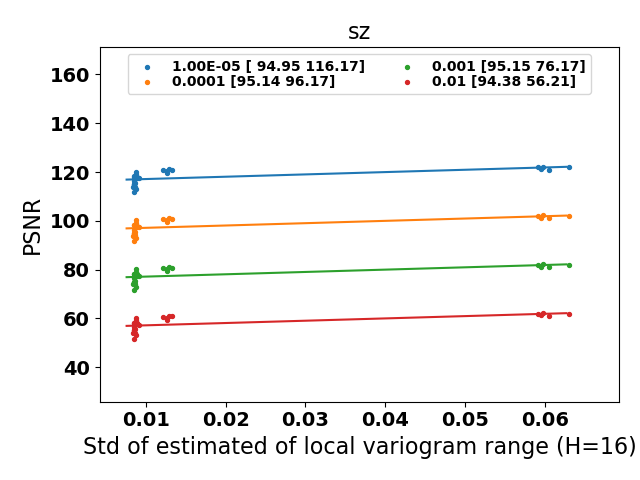 sz
1.00E-05 [ 94.95 116.17]
0.0001 [95.14 96.17]
0.001 [95.15 76.17]
0.01 [94.38 56.21]
PSNR
160
140
120
100
80
60
40
0.01 0.02 0.03 0.04 0.05 0.06
Std of estimated of local variogram range (H=16)